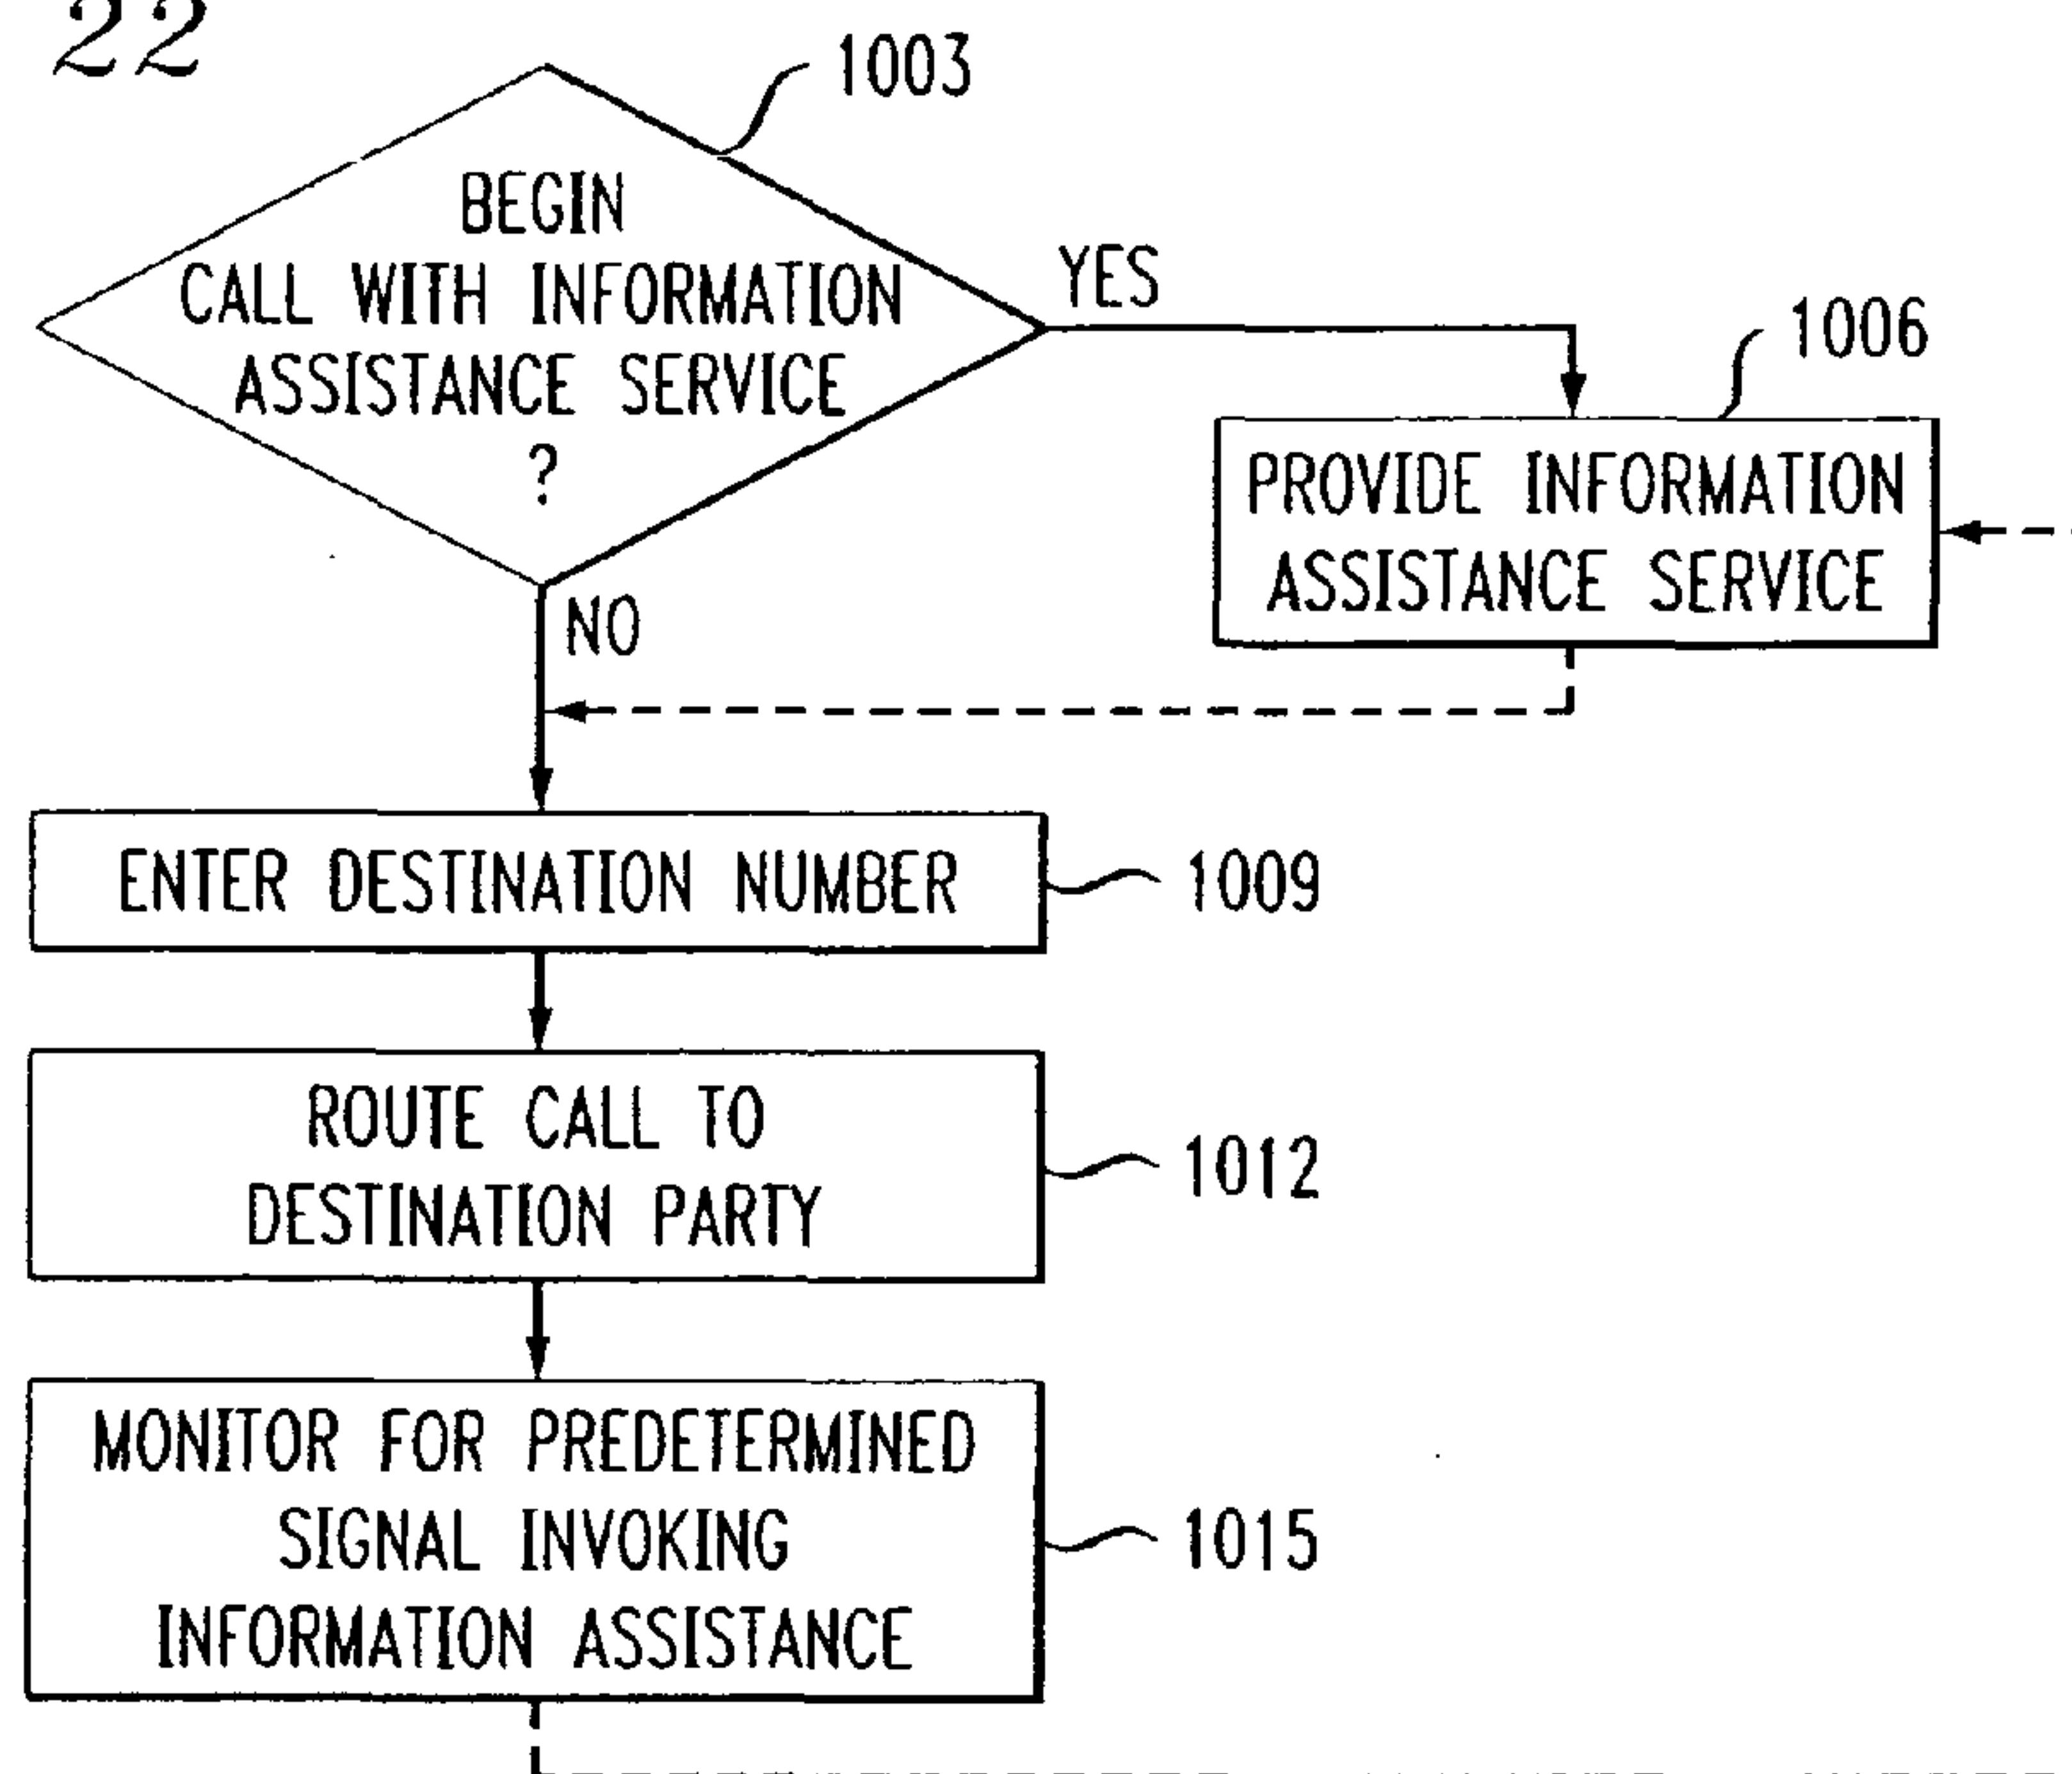 22
1003
BEGIN
CALL WITH INFORMATION
ASSISTANCE SERVICE
?
YES
1006
PROVIDE INFORMATION
ASSISTANCE SERVICE
NO
ENTER DESTINATION NUMBER
1009
ROUTE CALL TO
DESTINATION PARTY
1012
MONITOR FOR PREDETERMINED
SIGNAL INVOKING
INFORMATION ASSISTANCE
1015